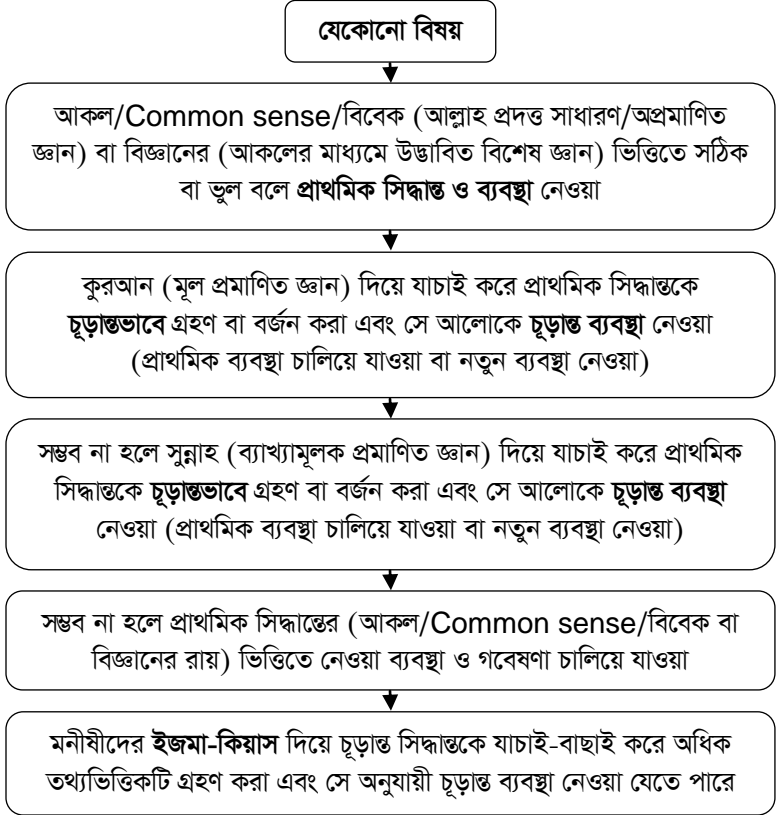 যেকোনো বিষয়
আকল/Common sense/বিবেক (আল্লাহ প্রদত্ত সাধারণ/অপ্রমাণিত
জ্ঞান) বা বিজ্ঞানের (আকলের মাধ্যমে উদ্ভাবিত বিশেষ জ্ঞান) ভিত্তিতে সঠিক
বা ভুল বলে প্রাথমিক সিদ্ধান্ত ও ব্যবস্থা নেওয়া
কুরআন (মূল প্রমাণিত জ্ঞান) দিয়ে যাচাই করে প্রাথমিক সিদ্ধান্তকে
চূড়ান্তভাবে গ্রহণ বা বর্জন করা এবং সে আলোকে চূড়ান্ত ব্যবস্থা নেওয়া
(প্রাথমিক ব্যবস্থা চালিয়ে যাওয়া বা নতুন ব্যবস্থা নেওয়া)
সম্ভব না হলে সুন্নাহ (ব্যাখ্যামূলক প্রমাণিত জ্ঞান) দিয়ে যাচাই করে প্রাথমিক
সিদ্ধান্তকে চূড়ান্তভাবে গ্রহণ বা বর্জন করা এবং সে আলোকে চূড়ান্ত ব্যবস্থা
নেওয়া (প্রাথমিক ব্যবস্থা চালিয়ে যাওয়া বা নতুন ব্যবস্থা নেওয়া)
সম্ভব না হলে প্রাথমিক সিদ্ধান্তের (আকল/Common sense/বিবেক বা
বিজ্ঞানের রায়) ভিত্তিতে নেওয়া ব্যবস্থা ও গবেষণা চালিয়ে যাওয়া
মনীষীদের ইজমা-কিয়াস দিয়ে চূড়ান্ত সিদ্ধান্তকে যাচাই-বাছাই করে অধিক
তথ্যভিত্তিকটি গ্রহণ করা এবং সে অনুযায়ী চূড়ান্ত ব্যবস্থা নেওয়া যেতে পারে